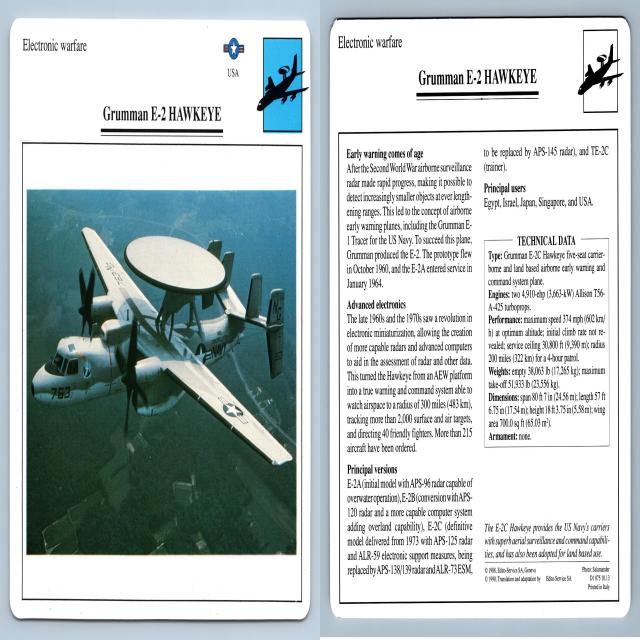 Electronic warfare
USA
Grumman E-2 HAWKEYE
763
NAVY
Electronic warfare
Grumman E-2 HAWKEYE
Early warning comes of age
After the Second World War airborne surveillance
radar made rapid progress, making it possible to
detect increasingly smaller objects at ever length-
ening ranges. This led to the concept of airborne
early warning planes, including the Grumman E-
1 Tracer for the US Navy. To succeed this plane,
Grumman produced the E-2. The prototype flew
in October 1960, and the E-2A entered service in
January 1964.
Advanced electronics
The late 1960s and the 1970s saw a revolution in
electronic miniaturization, allowing the creation
of more capable radars and advanced computers
to aid in the assessment of radar and other data.
This turned the Hawkeye from an AEW platform
into a true warning and command system able to
watch airspace to a radius of 300 miles (483 km),
tracking more than 2,000 surface and air targets,
and directing 40 friendly fighters. More than 215
aircraft have been ordered.
Principal versions
E-2A (initial model with APS-96 radar capable of
overwater operation), E-2B (conversion with APS-
120 radar and a more capable computer system
adding overland capability), E-2C (definitive
model delivered from 1973 with APS-125 radar
and ALR-59 electronic support measures, being
replaced by APS-138/139 radar and ALR-73 ESM,
to be replaced by APS-145 radar), and TE-2C
(trainer).
Principal users
Egypt, Israel, Japan, Singapore, and USA.
TECHNICAL DATA
Type: Grumman E-2C Hawkeye five-seat carrier-
borne and land based airborne early warning and
command system plane.
Engines: two 4,910-ehp (3,663-kW) Allison T56-
A-425 turboprops.
Performance: maximum speed 374 mph (602 km/
h) at optimum altitude; initial climb rate not re-
vealed; service ceiling 30,800 ft (9,390 m); radius
200 miles (322 km) for a 4-hour patrol.
Weights: empty 38,063 lb (17,265 kg); maximum
take-off 51,933 lb (23,556 kg).
Dimensions: span 80 ft 7 in (24.56 m); length 57 ft
6.75 in (17.54 m); height 18 ft 3.75 in (5.58 m); wing
area 700.0 sq ft (65.03 m²).
Armament: none.
The E-2C Hawkeye provides the US Navy's carriers
with superb aerial surveillance and command capabili-
ties, and has also been adopted for land based use.
© 1988, Edito-Service SA, Geneva
© 1990, Translation and adaptation by Edito-Service SA
Photo: Salamander
D1 075 10.13
Printed in Italy